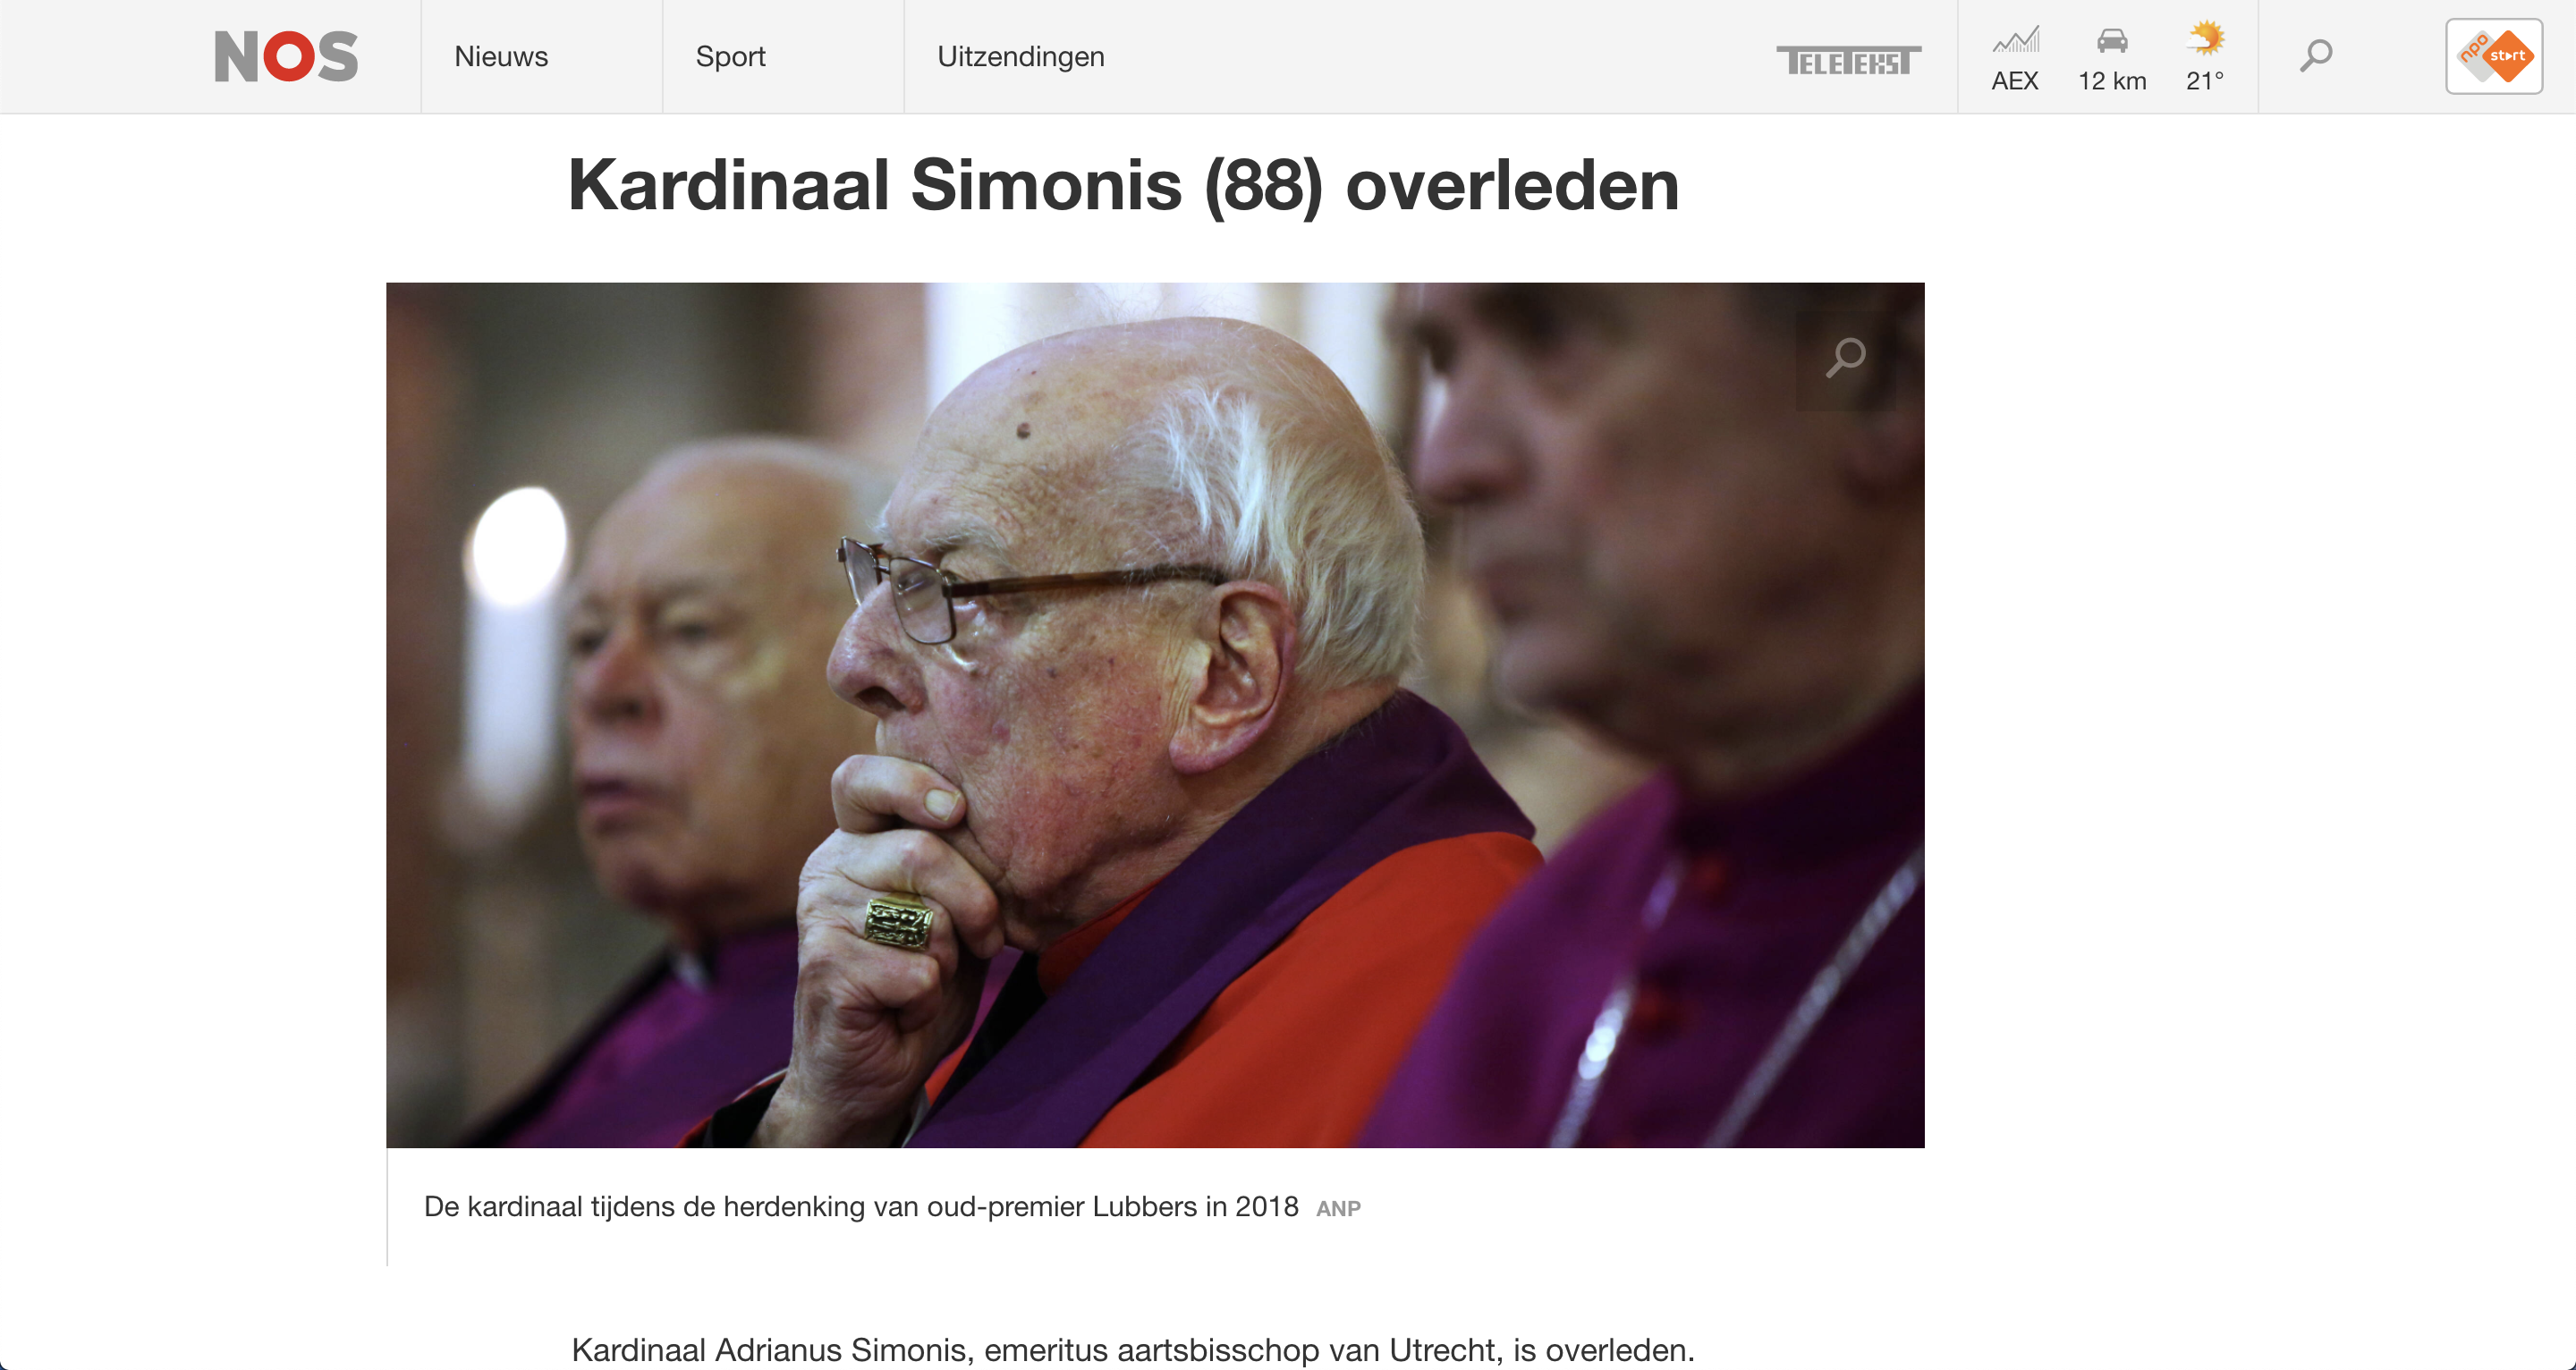 NOS
Nieuws
Sport
Uitzendingen
TELETEKST
AEX
12 km
21°
npo
start
Kardinaal Simonis (88) overleden
De kardinaal tijdens de herdenking van oud-premier Lubbers in 2018 ANP
Kardinaal Adrianus Simonis, emeritus aartsbisschop van Utrecht, is overleden.